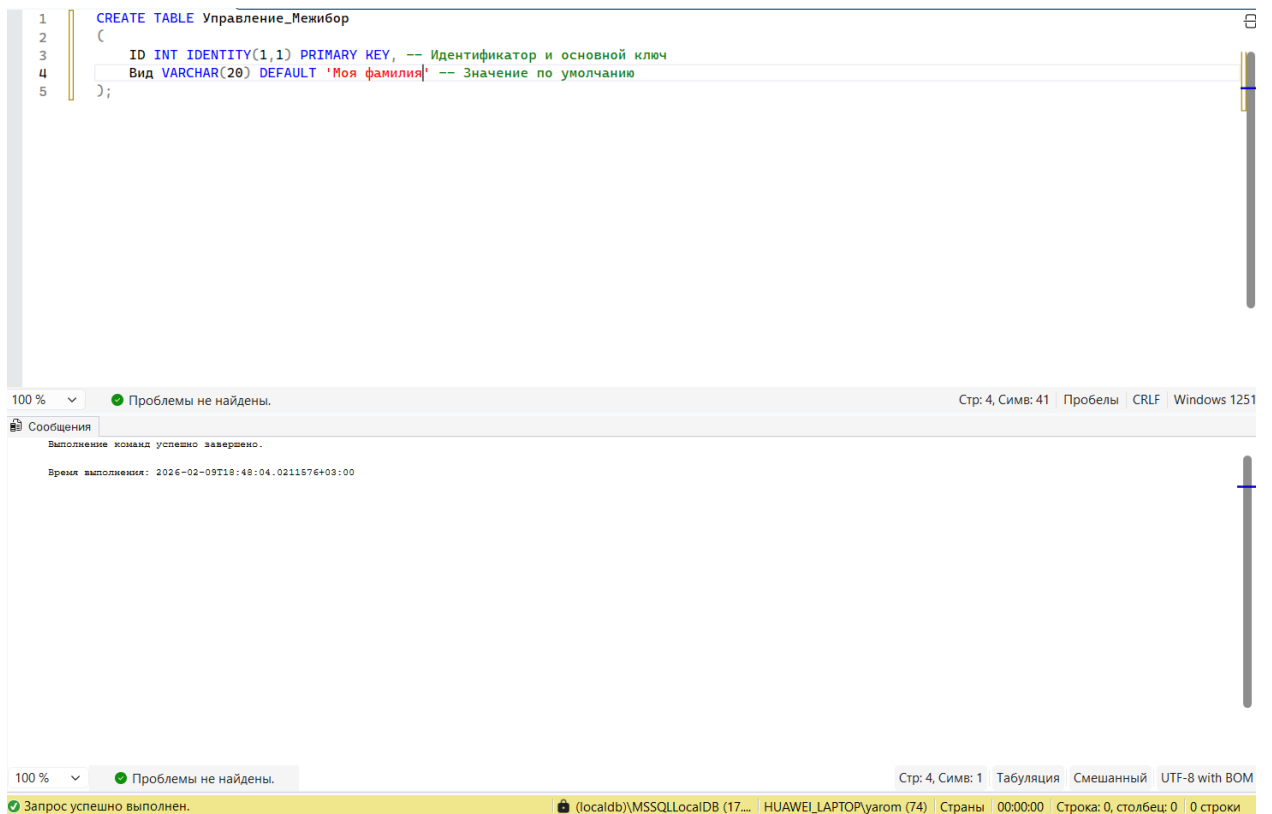 1 CREATE TABLE Управление_Межибор
2 (
3 ID INT IDENTITY(1,1) PRIMARY KEY, -- Идентификатор и основной ключ
4 Вид VARCHAR(20) DEFAULT 'Моя фамилия' -- Значение по умолчанию
5 );
100 % Проблемы не найдены. Стр: 4, Симв: 41 Пробелы CRLF Windows 1251
Сообщения
Выполнение команд успешно завершено.
Время выполнения: 2026-02-09T18:48:04.0211576+03:00
100 % Проблемы не найдены. Стр: 4, Симв: 1 Табуляция Смешанный UTF-8 with BOM
Запрос успешно выполнен. (localdb)\MSSQLLocalDB (17.... HUAWEI_LAPTOP\yarom (74) Страны 00:00:00 Строка: 0, столбец: 0 0 строки